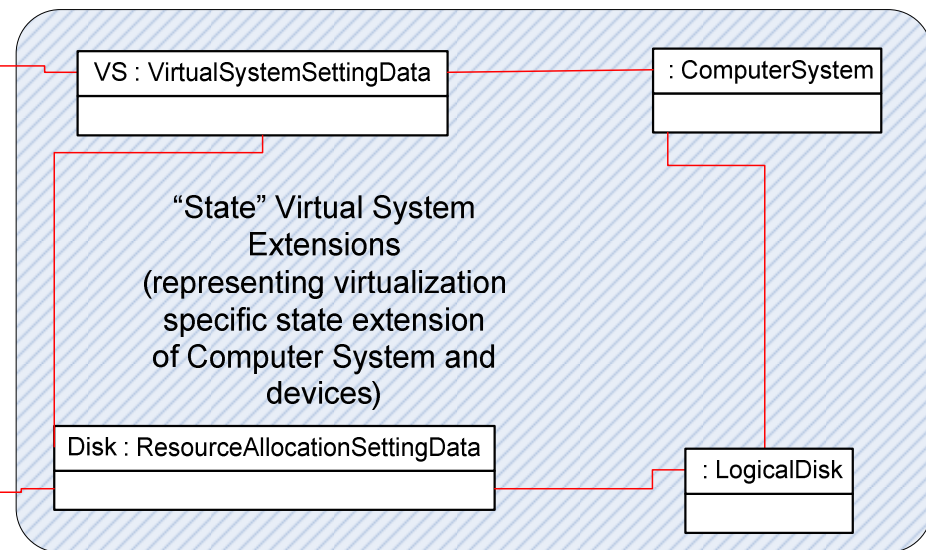 VS : VirtualSystemSettingData
: ComputerSystem
“State” Virtual System
Extensions
(representing virtualization
specific state extension
of Computer System and
devices)
Disk : ResourceAllocationSettingData
: LogicalDisk